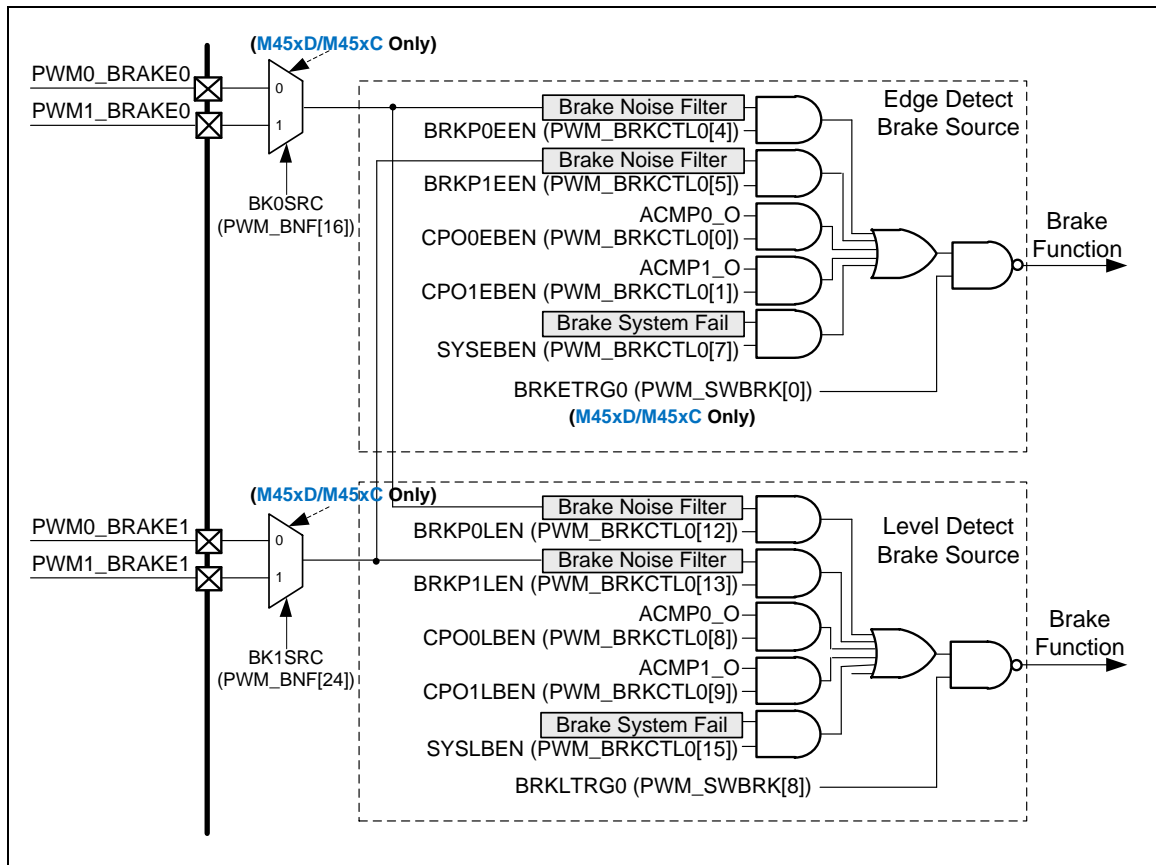 (M45xD/M45xC Only)
PWM0_BRAKE0
PWM1_BRAKE0
0
1
BK0SRC
(PWM_BNF[16])
Edge Detect
Brake Source
Brake Noise Filter
BRKP0EEN (PWM_BRKCTL0[4])
Brake Noise Filter
BRKP1EEN (PWM_BRKCTL0[5])
ACMP0_O
CPO0EBEN (PWM_BRKCTL0[0])
ACMP1_O
CPO1EBEN (PWM_BRKCTL0[1])
Brake System Fail
SYSEBEN (PWM_BRKCTL0[7])
BRKETRG0 (PWM_SWBRK[0])
(M45xD/M45xC Only)
Brake
Function
(M45xD/M45xC Only)
PWM0_BRAKE1
PWM1_BRAKE1
0
1
BK1SRC
(PWM_BNF[24])
Level Detect
Brake Source
Brake Noise Filter
BRKP0LEN (PWM_BRKCTL0[12])
Brake Noise Filter
BRKP1LEN (PWM_BRKCTL0[13])
ACMP0_O
CPO0LBEN (PWM_BRKCTL0[8])
ACMP1_O
CPO1LBEN (PWM_BRKCTL0[9])
Brake System Fail
SYSLBEN (PWM_BRKCTL0[15])
BRKLTRG0 (PWM_SWBRK[8])
Brake
Function